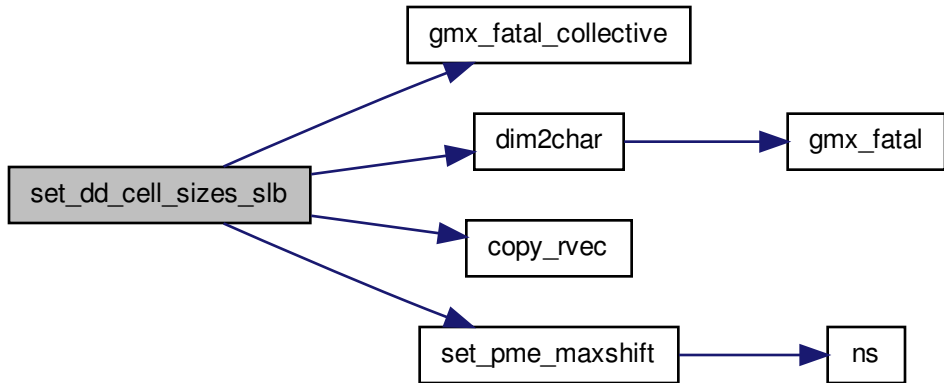 gmx_fatal_collective
dim2char
gmx_fatal
set_dd_cell_sizes_slb
copy_rvec
set_pme_maxshift
ns